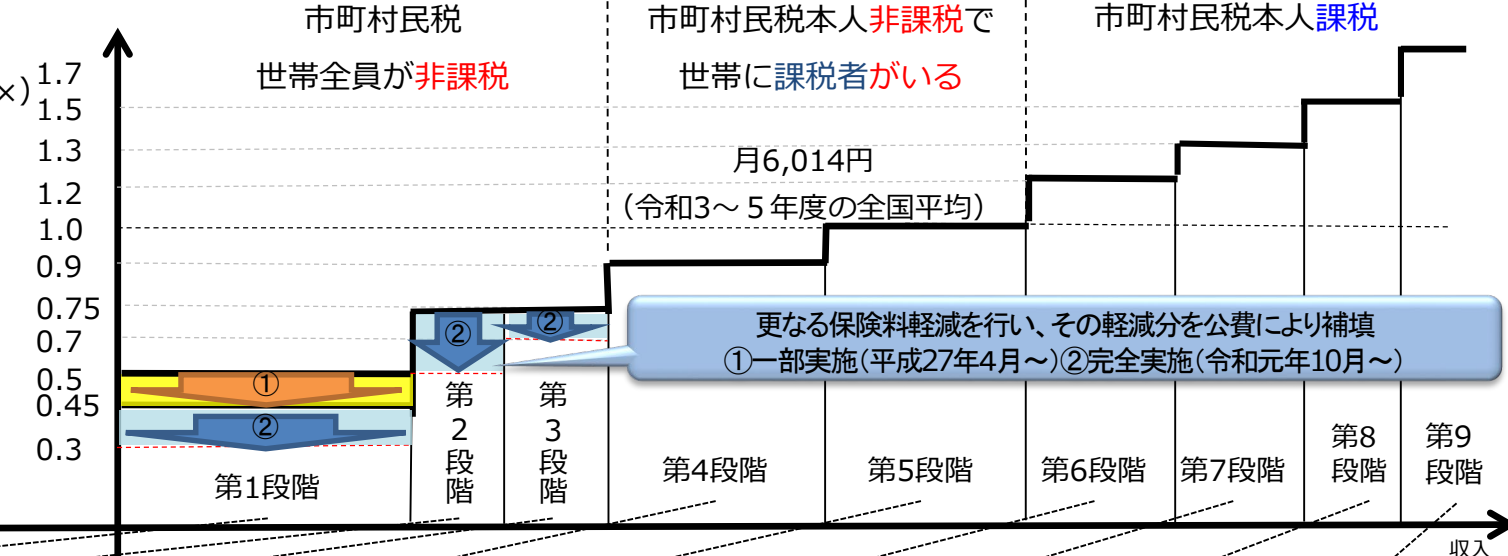 市町村民税
世帯全員が非課税
市町村民税本人非課税で
世帯に課税者がいる
市町村民税本人課税
×)
1.7
1.5
1.3
1.2
1.0
0.9
0.75
0.7
0.5
0.45
0.3
月6,014円
（令和3～５年度の全国平均）
更なる保険料軽減を行い、その軽減分を公費により補填
①一部実施(平成27年4月～)②完全実施(令和元年10月～)
①
②
②
②
第1段階
第2段階
第3段階
第4段階
第5段階
第6段階
第7段階
第8
段階
第9
段階
収入